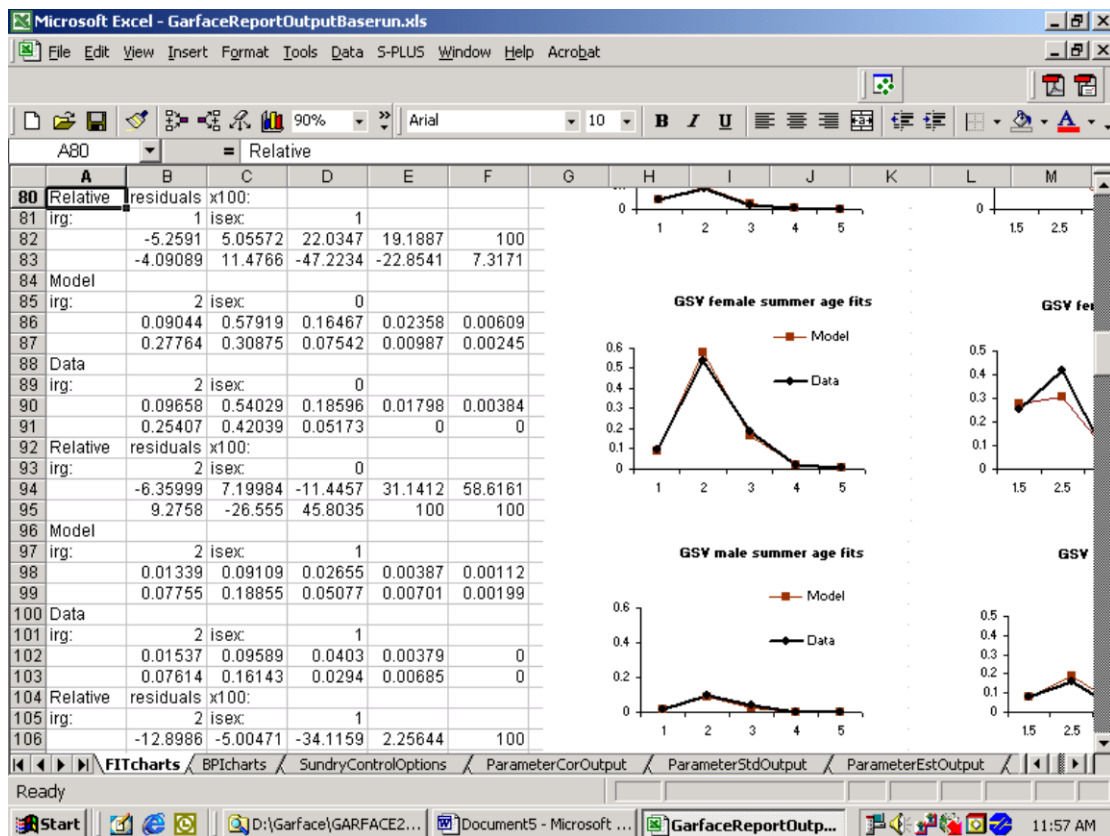 Microsoft Excel - GarfaceReportOutputBaserun.xls
File Edit View Insert Format Tools Data S-PLUS Window Help Acrobat
90% » Arial 10 B I U
A80 = Relative
A B C D E F G H I J K L M
80 Relative residuals x100:
81 irg: 1 isex: 1
82 -5.2591 5.05572 22.0347 19.1887 100
83 -4.09089 11.4766 -47.2234 -22.8541 7.3171
84 Model
85 irg: 2 isex: 0
86 0.09044 0.57919 0.16467 0.02358 0.00609
87 0.27764 0.30875 0.07542 0.00987 0.00245
88 Data
89 irg: 2 isex: 0
90 0.09658 0.54029 0.18596 0.01798 0.00384
91 0.25407 0.42039 0.05173 0 0
92 Relative residuals x100:
93 irg: 2 isex: 0
94 -6.35999 7.19984 -11.4457 31.1412 58.6161
95 9.2758 -26.555 45.8035 100 100
96 Model
97 irg: 2 isex: 1
98 0.01339 0.09109 0.02655 0.00387 0.00112
99 0.07755 0.18855 0.05077 0.00701 0.00199
100 Data
101 irg: 2 isex: 1
102 0.01537 0.09589 0.0403 0.00379 0
103 0.07614 0.16143 0.0294 0.00685 0
104 Relative residuals x100:
105 irg: 2 isex: 1
106 -12.8986 -5.00471 -34.1159 2.25644 100
0
1 2 3 4 5
0
1.5 2.5
GSV female summer age fits
Model
Data
0.6
0.5
0.4
0.3
0.2
0.1
0
1 2 3 4 5
GSV fer
0.5
0.4
0.3
0.2
0.1
0
1.5 2.5
GSV male summer age fits
Model
Data
0.6
0.4
0.2
0
1 2 3 4 5
GSV
0.5
0.4
0.3
0.2
0.1
0
1.5 2.5
FITcharts BPIcharts SundryControlOptions ParameterCorOutput ParameterStdOutput ParameterEstOutput
Ready
Start D:\Garface\GARFACE2... Document5 - Microsoft ... GarfaceReportOutp... 11:57 AM